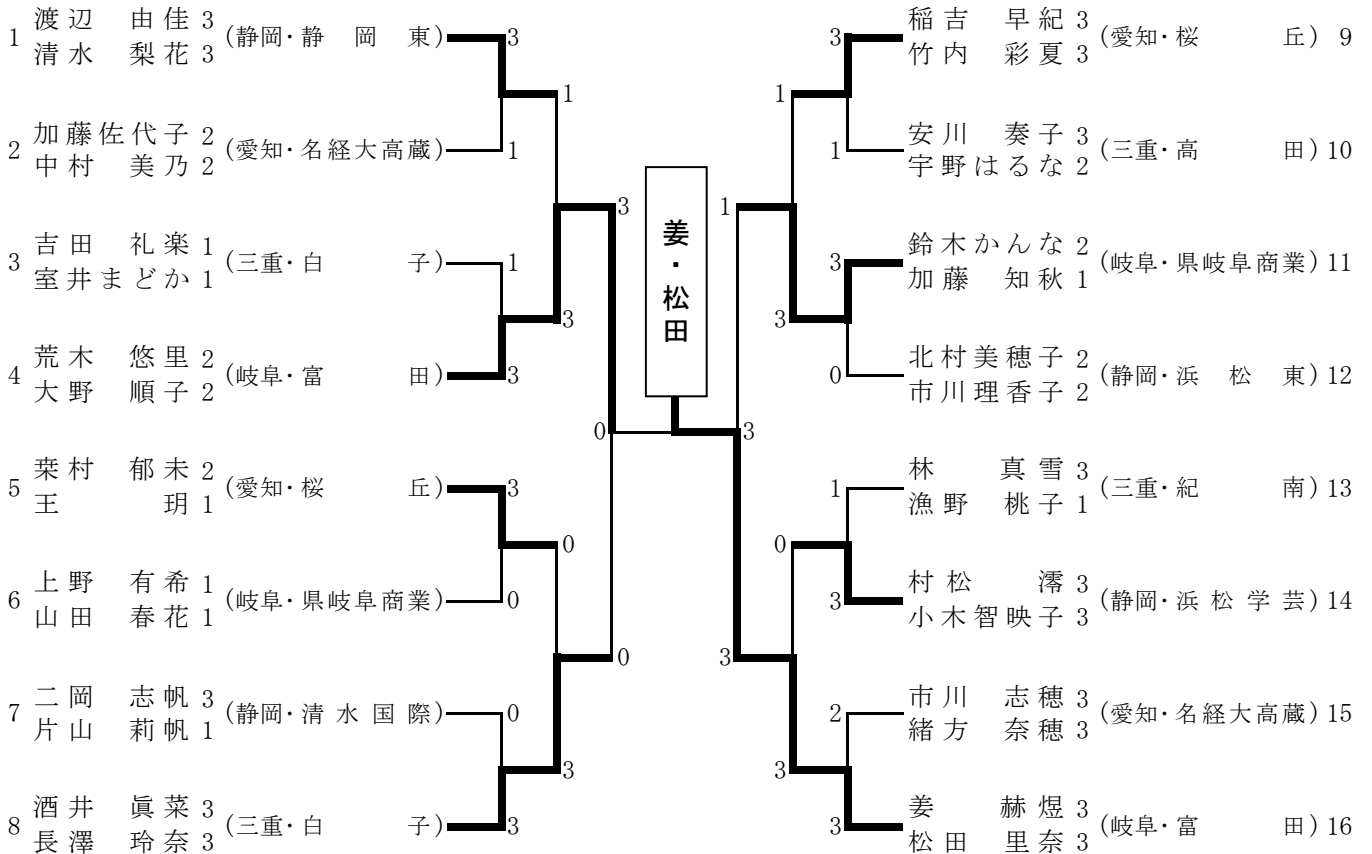 1 渡辺 由佳 3 (静岡・静岡東) 3
清水 梨花 3
1
2 加藤佐代子 2 (愛知・名経大高蔵) 1
中村 美乃 2
3
3 吉田 礼楽 1 (三重・白子) 1
室井まどか 1
3
4 荒木 悠里 2 (岐阜・富田) 3
大野 順子 2
0
5 桒村 郁未 2 (愛知・桜丘) 3
王 玥 1
0
6 上野 有希 1 (岐阜・県岐阜商業) 0
山田 春花 1
0
7 二岡 志帆 3 (静岡・清水国際) 0
片山 莉帆 1
3
8 酒井 眞菜 3 (三重・白子) 3
長澤 玲奈 3
姜・松田
3 稲吉 早紀 3 (愛知・桜丘) 9
竹内 彩夏 3
1
1 安川 奏子 3 (三重・高田) 10
宇野はるな 2
1
3 鈴木かんな 2 (岐阜・県岐阜商業) 11
加藤 知秋 1
3
0 北村美穂子 2 (静岡・浜松東) 12
市川理香子 2
3
1 林 真雪 3 (三重・紀南) 13
漁野 桃子 1
0
3 村松 澪 3 (静岡・浜松学芸) 14
小木智映子 3
3
2 市川 志穂 3 (愛知・名経大高蔵) 15
緒方 奈穂 3
3
3 姜 赫煜 3 (岐阜・富田) 16
松田 里奈 3